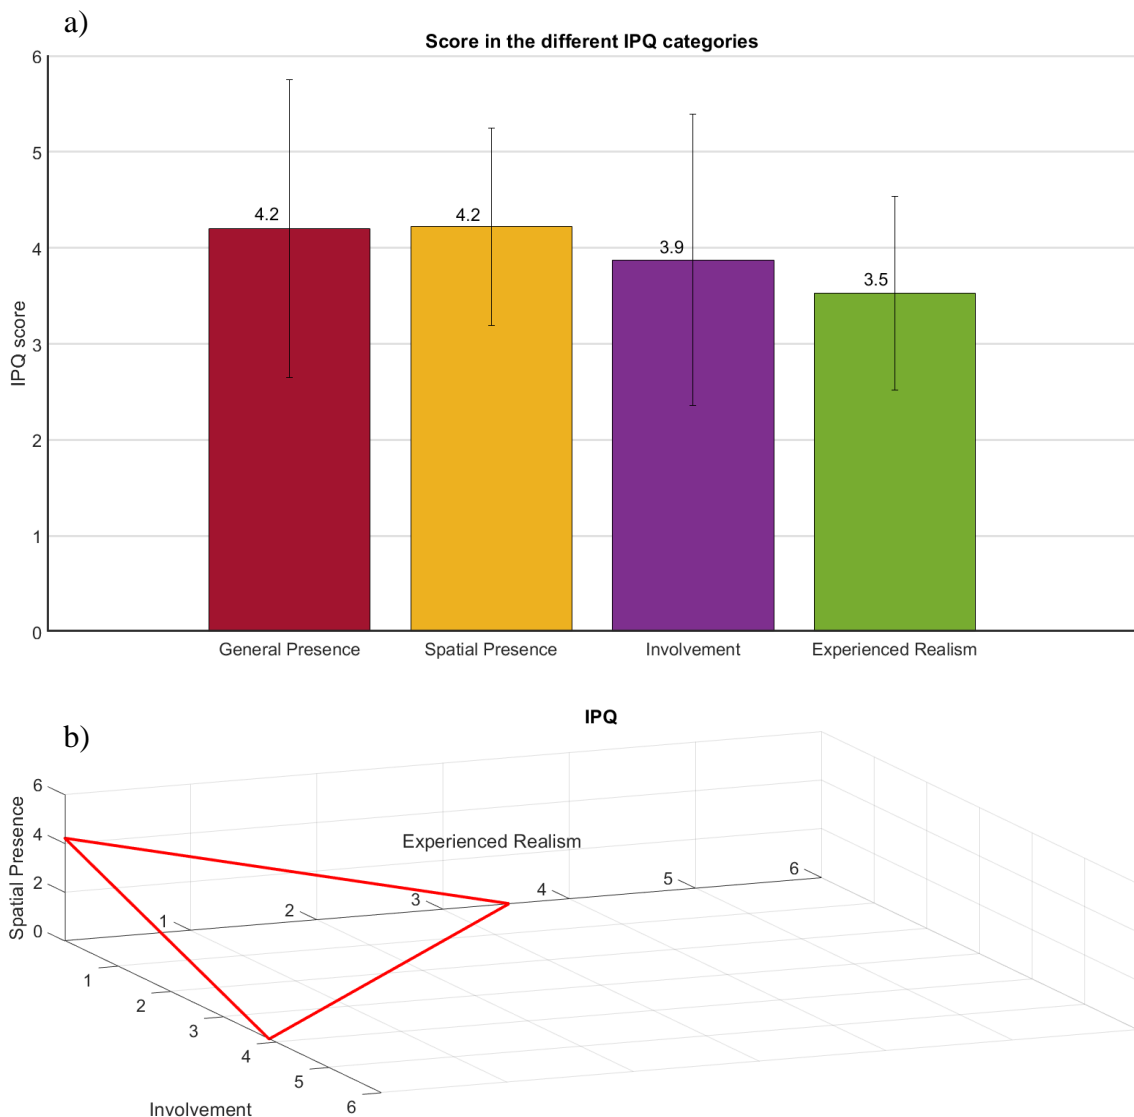 a)
Score in the different IPQ categories
6
5
4
3
2
1
0
IPQ score
4.2
4.2
3.9
3.5
General Presence
Spatial Presence
Involvement
Experienced Realism
b)
IPQ
6
4
2
0
Spatial Presence
Experienced Realism
1
2
3
4
5
6
1
2
3
4
5
6
Involvement